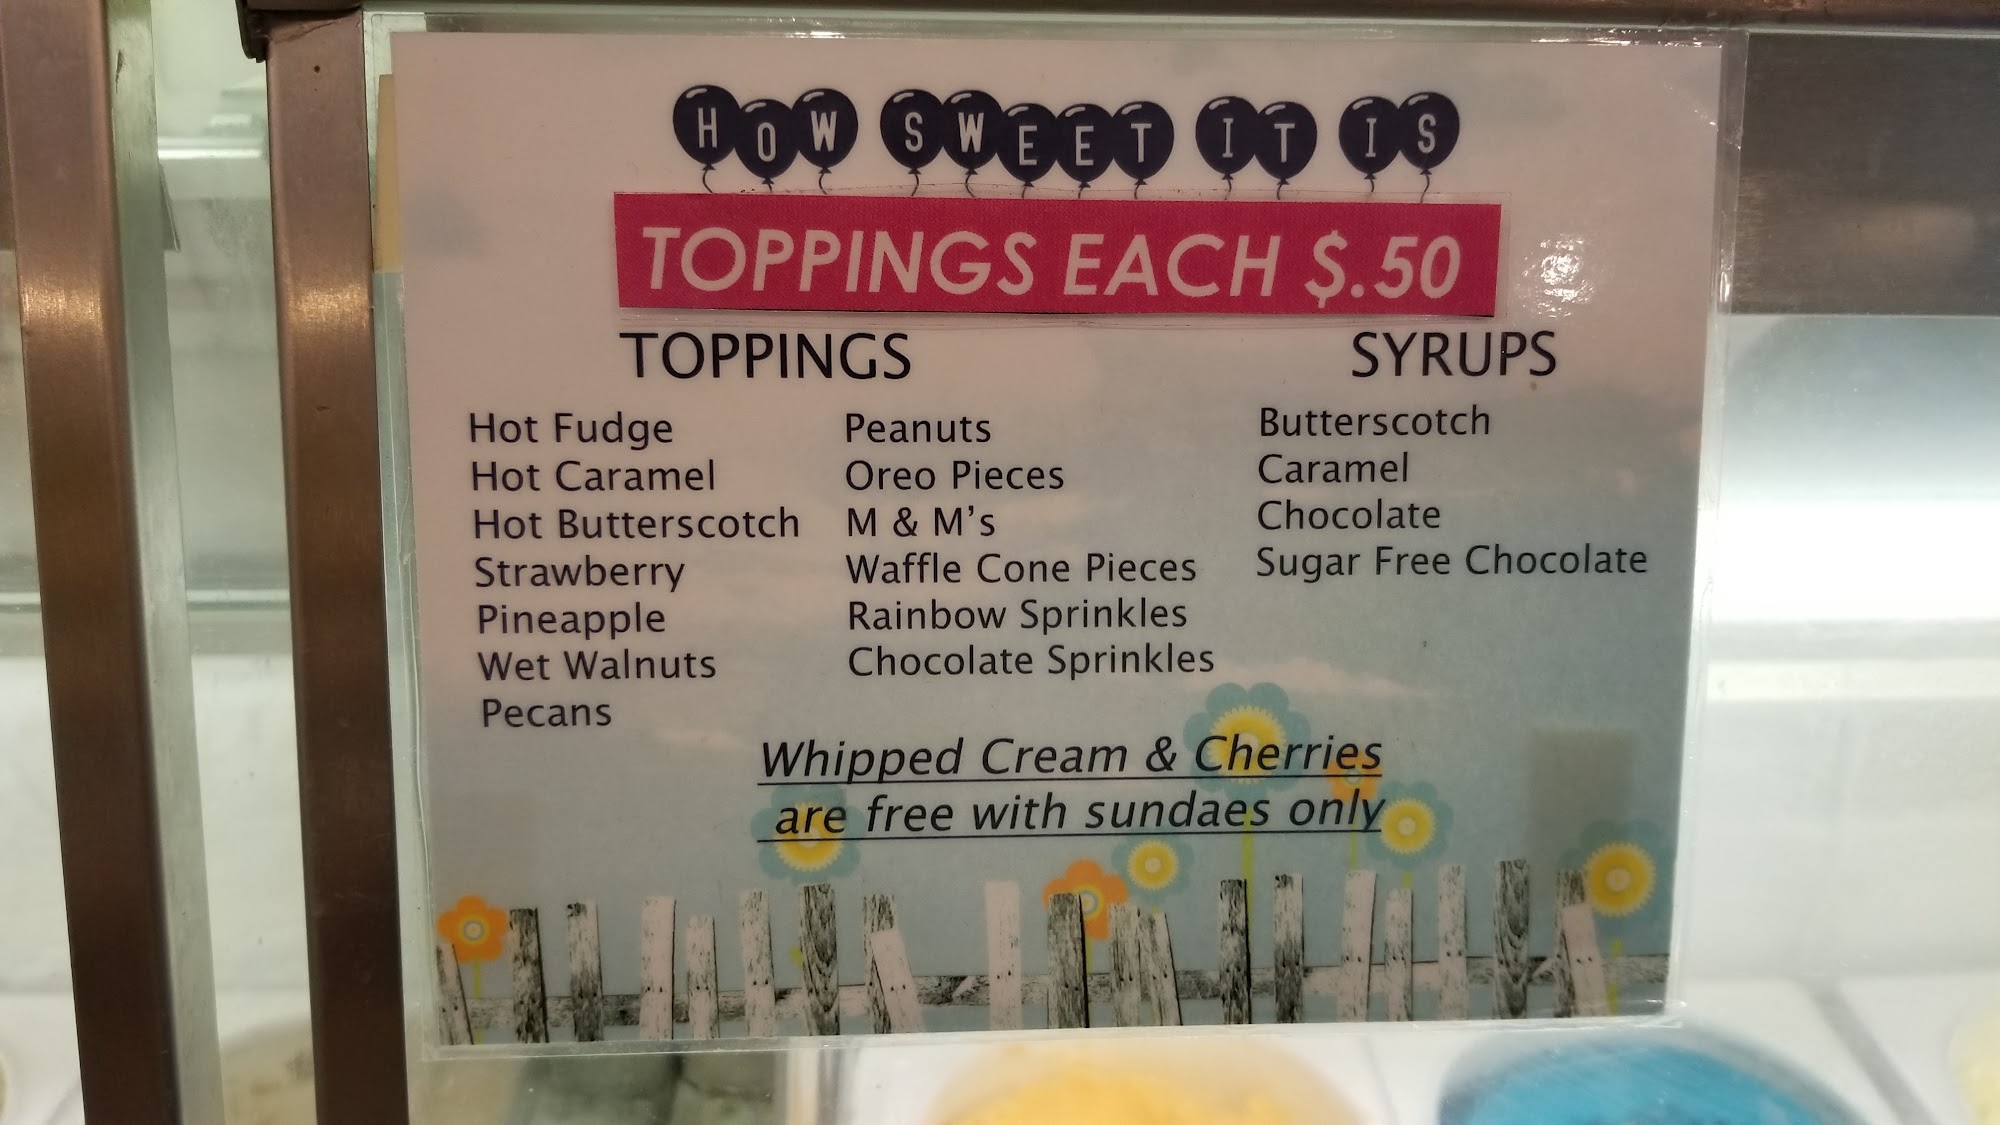 HOW SWEET IT IS
TOPPINGS EACH $.50
TOPPINGS
Hot Fudge
Hot Caramel
Hot Butterscotch
Strawberry
Pineapple
Wet Walnuts
Pecans
Peanuts
Oreo Pieces
M & M's
Waffle Cone Pieces
Rainbow Sprinkles
Chocolate Sprinkles
SYRUPS
Butterscotch
Caramel
Chocolate
Sugar Free Chocolate
Whipped Cream & Cherries
are free with sundaes only